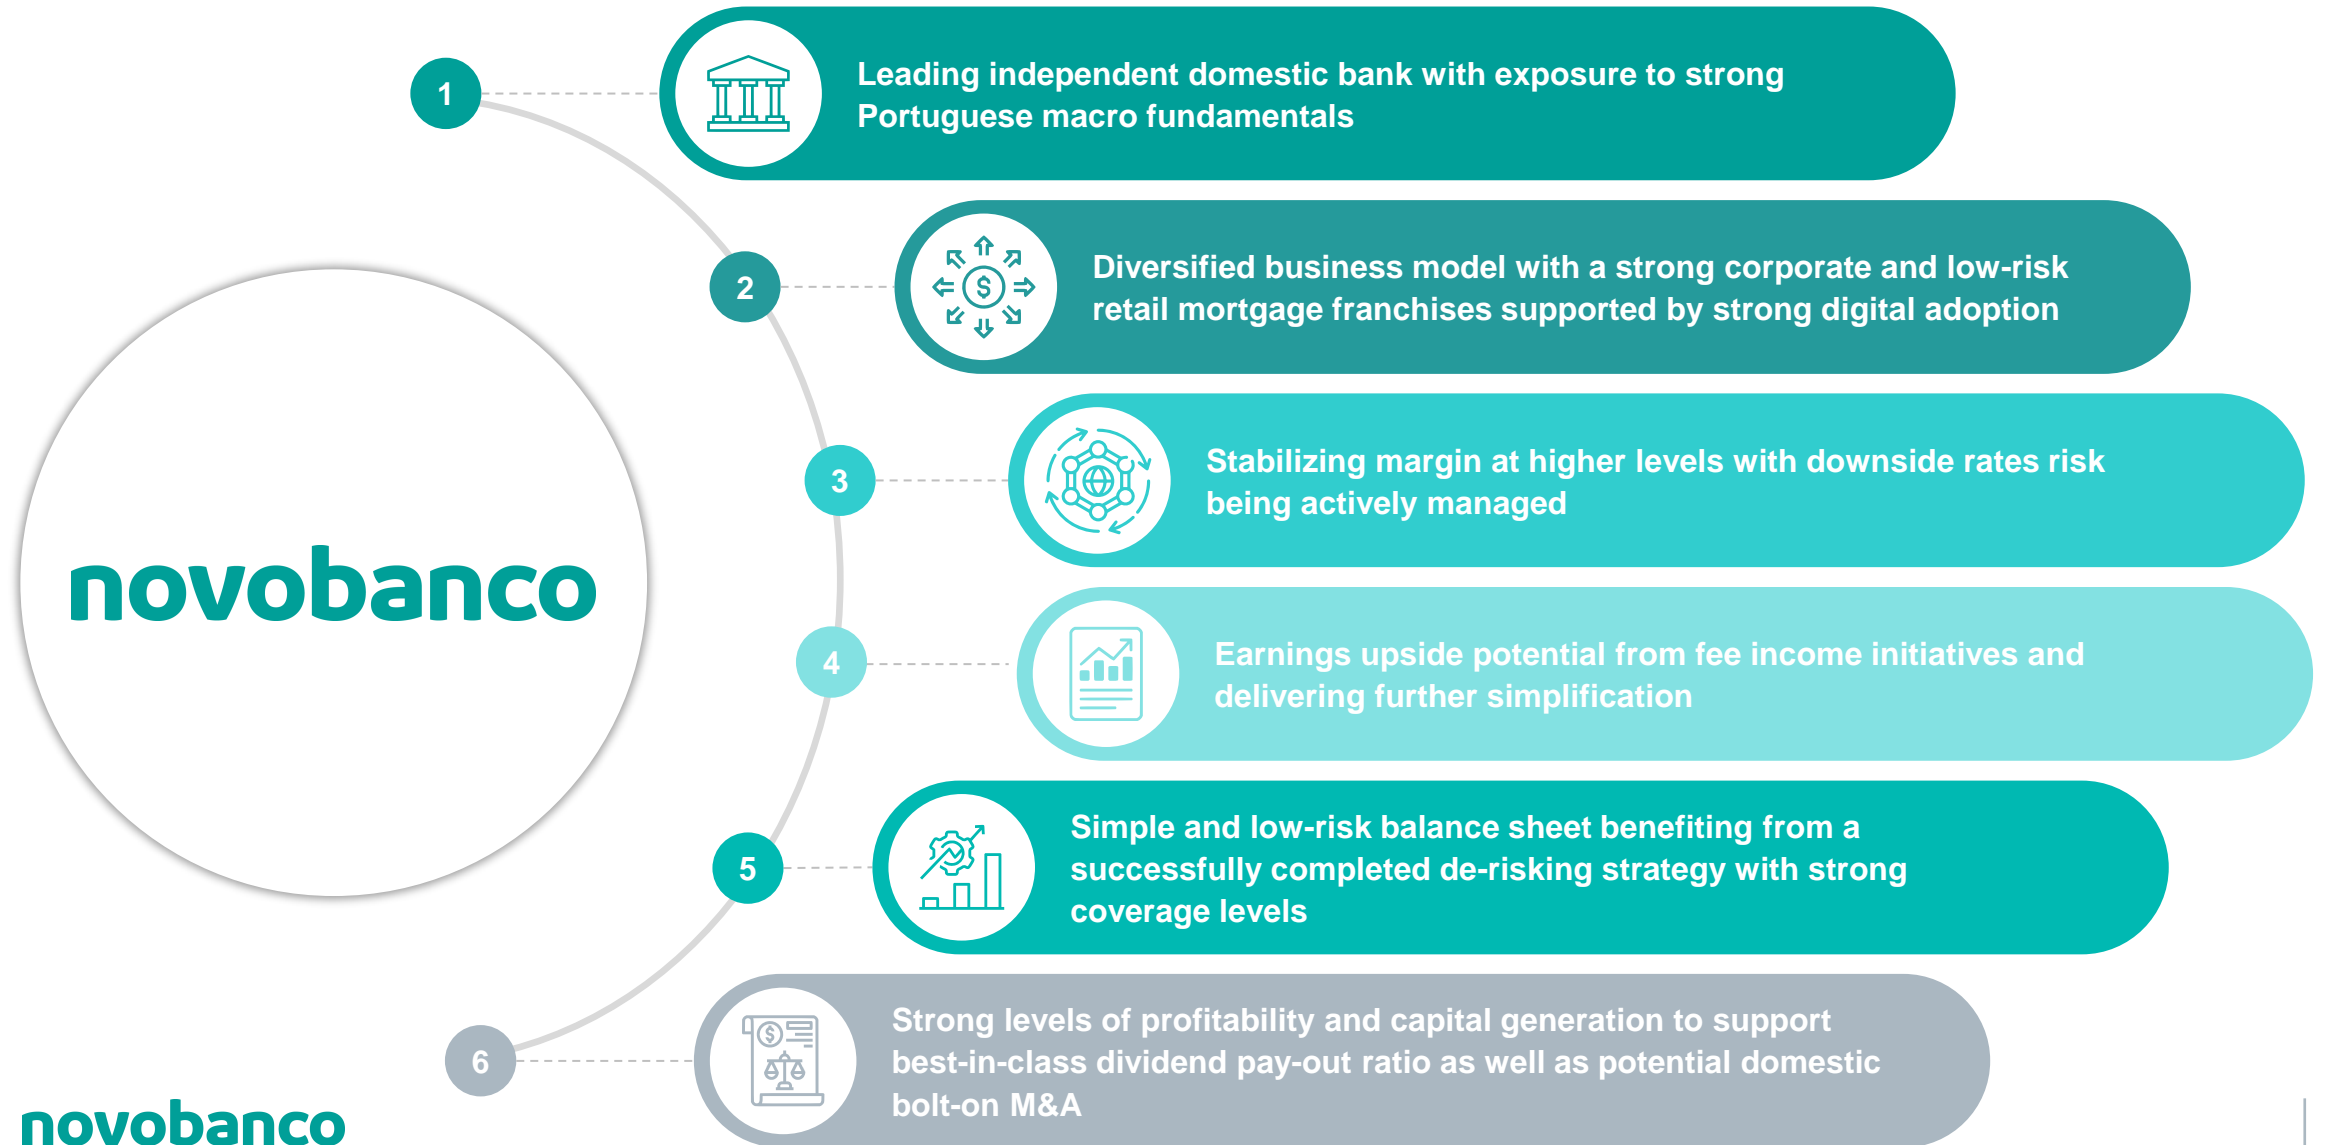 1
Leading independent domestic bank with exposure to strong
Portuguese macro fundamentals
2
$
Diversified business model with a strong corporate and low-risk
retail mortgage franchises supported by strong digital adoption
3
Stabilizing margin at higher levels with downside rates risk
being actively managed
novobanco
4
Earnings upside potential from fee income initiatives and
delivering further simplification
5
Simple and low-risk balance sheet benefiting from a
successfully completed de-risking strategy with strong
coverage levels
6
$
Strong levels of profitability and capital generation to support
best-in-class dividend pay-out ratio as well as potential domestic
bolt-on M&A
novobanco